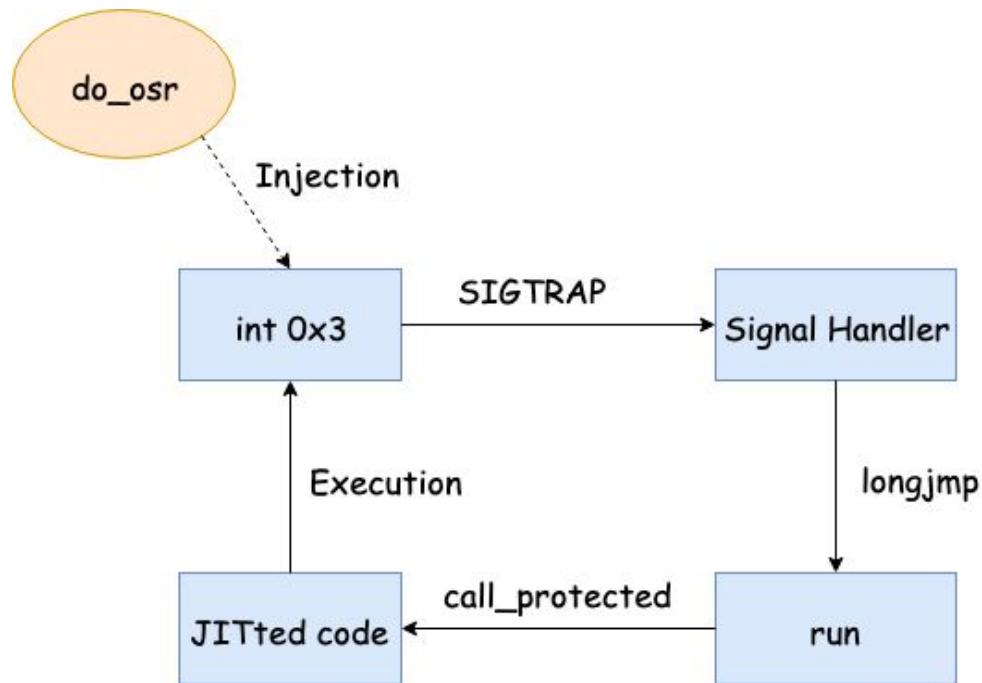 do_osr
Injection
SIGTRAP
int 0x3
Signal Handler
Execution
longjmp
call_protected
JITted code
run